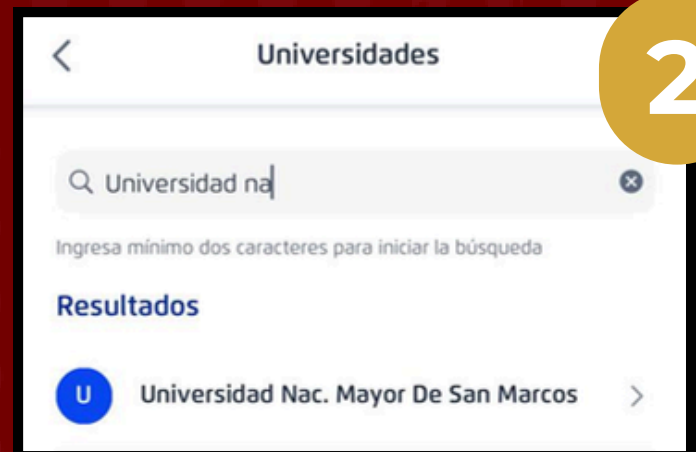 Universidades
2
Universidad na
Ingresa mínimo dos caracteres para iniciar la búsqueda
Resultados
U Universidad Nac. Mayor De San Marcos